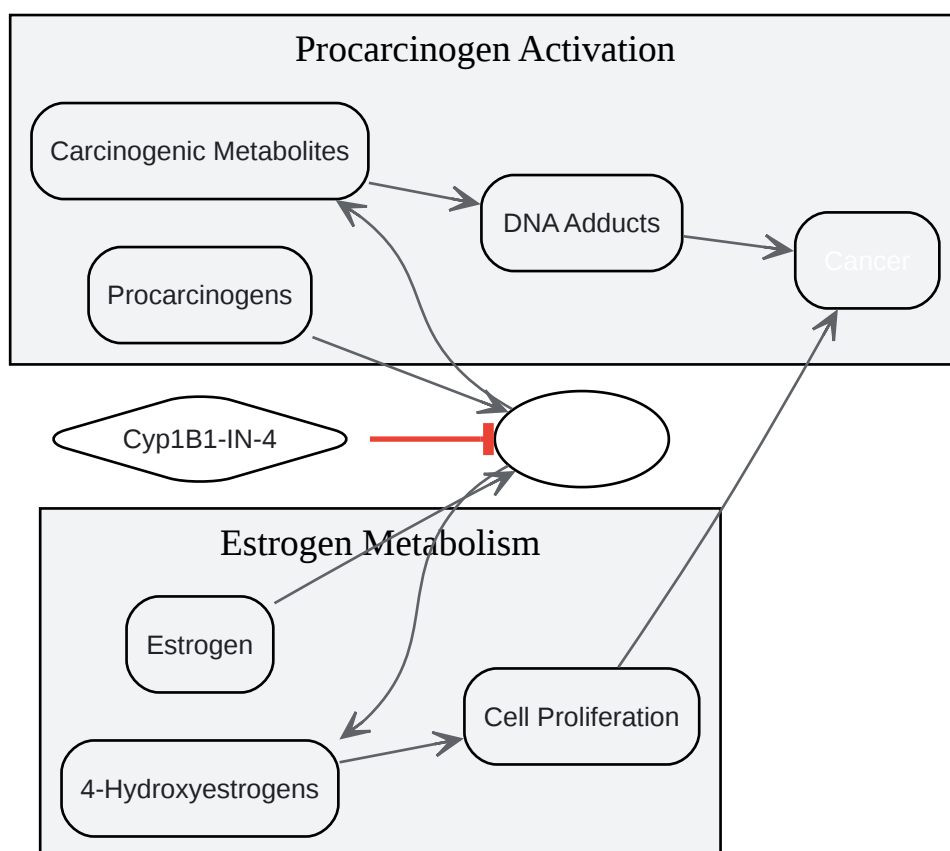 Procarcinogen Activation
Carcinogenic Metabolites
DNA Adducts
Cancer
Procarcinogens
Cyp1B1-IN-4
Estrogen Metabolism
Estrogen
Cell Proliferation
4-Hydroxyestrogens